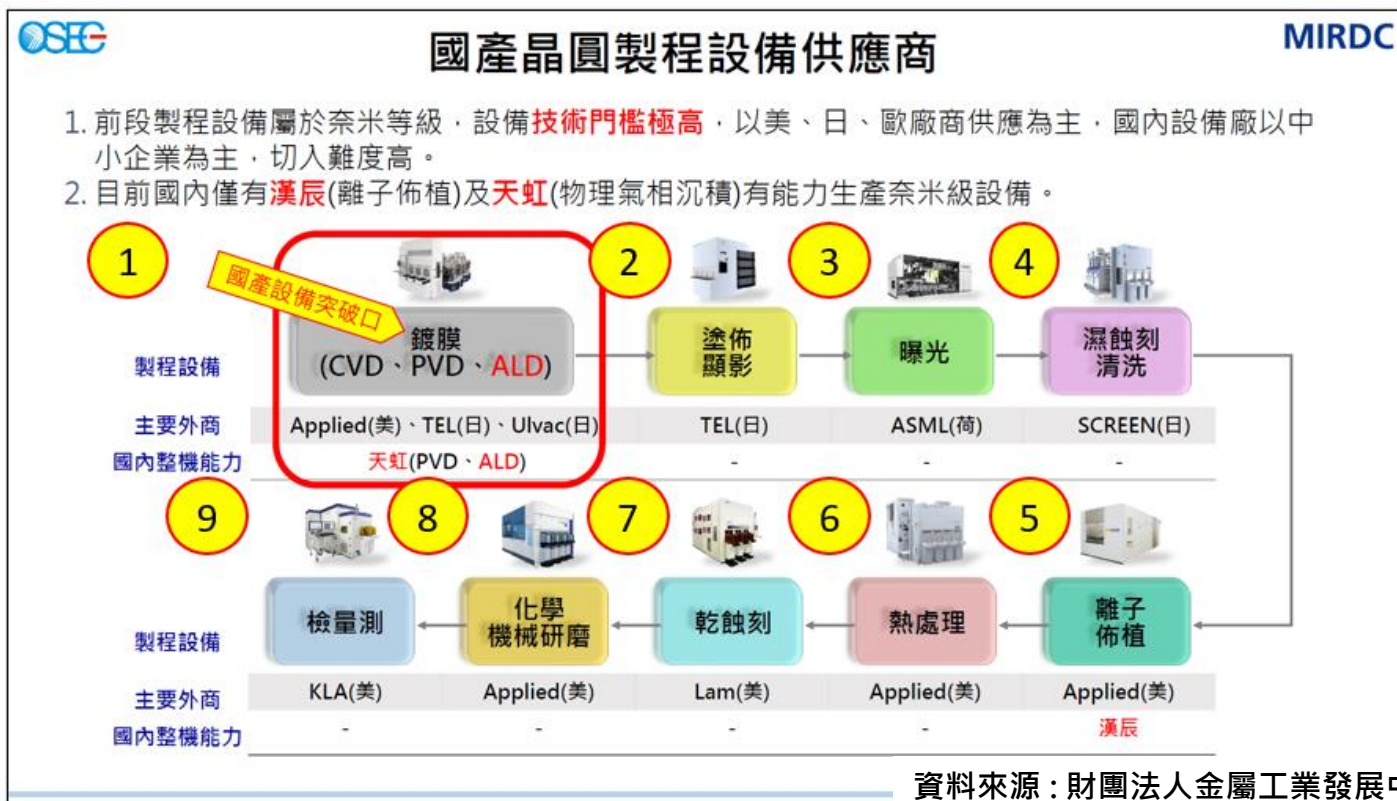 OSEC
MIRDC
國產晶圓製程設備供應商
1. 前段製程設備屬於奈米等級，設備技術門檻極高，以美、日、歐廠商供應為主，國內設備廠以中
小企業為主，切入難度高。
2. 目前國內僅有漢辰(離子佈植)及天虹(物理氣相沉積)有能力生產奈米級設備。
1
2
3
4
國產設備突破口
製程設備
鍍膜
(CVD、PVD、ALD)
塗佈
顯影
曝光
濕蝕刻
清洗
主要外商
Applied(美)、TEL(日)、Ulvac(日)
TEL(日)
ASML(荷)
SCREEN(日)
國內整機能力
天虹(PVD、ALD)
-
-
-
9
8
7
6
5
製程設備
檢量測
化學
機械研磨
乾蝕刻
熱處理
離子
佈植
主要外商
KLA(美)
Applied(美)
Lam(美)
Applied(美)
Applied(美)
國內整機能力
-
-
-
-
漢辰
資料來源 : 財團法人金屬工業發展中